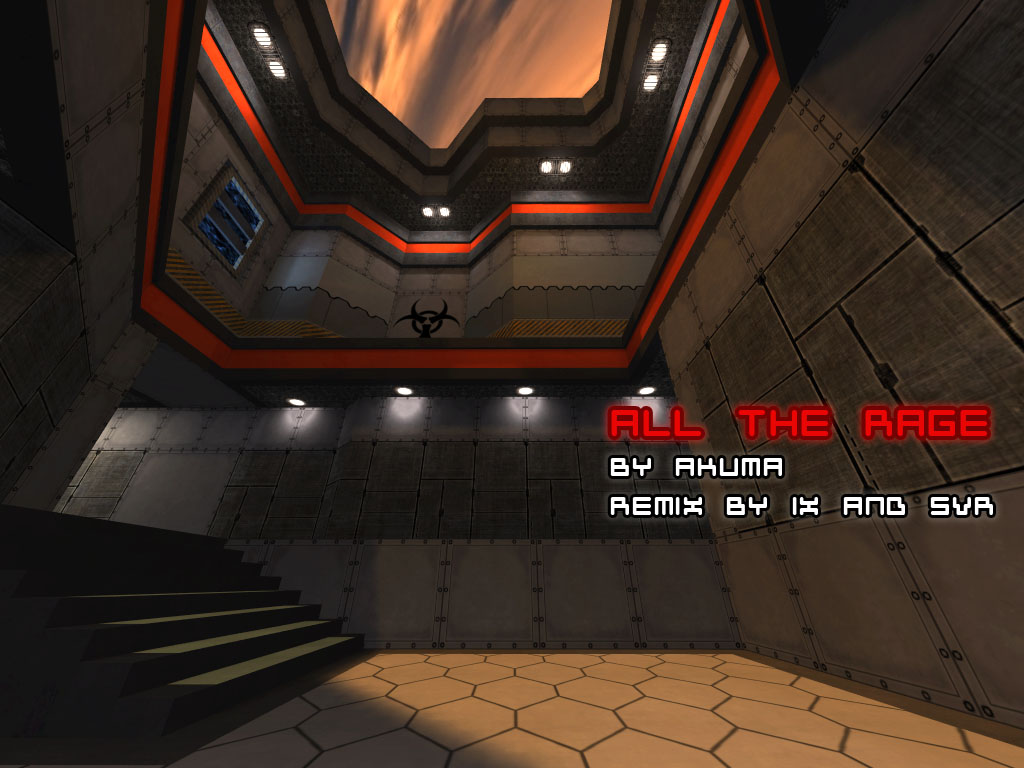 ALL THE RAGE
BY AKUMA
REMIX BY IX AND SVR